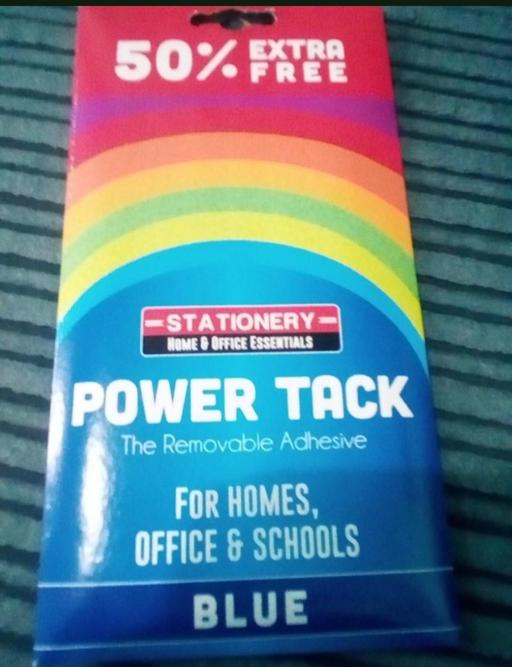 50% EXTRA FREE
STATIONERY
HOME & OFFICE ESSENTIALS
POWER TACK
The Removable Adhesive
FOR HOMES,
OFFICE & SCHOOLS
BLUE